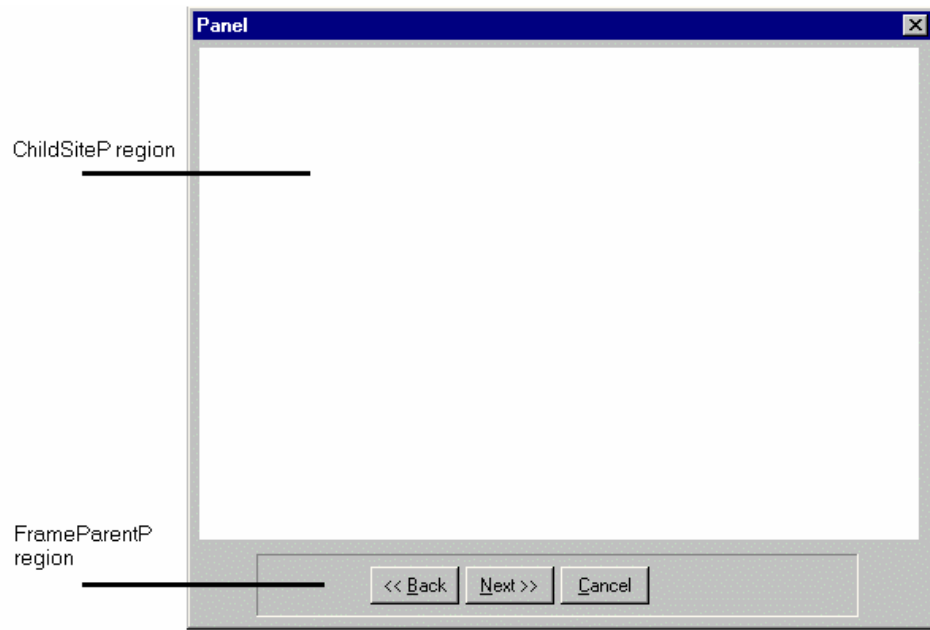 Panel
ChildSiteP region
FrameParentP
region
<< Back
Next >>
Cancel